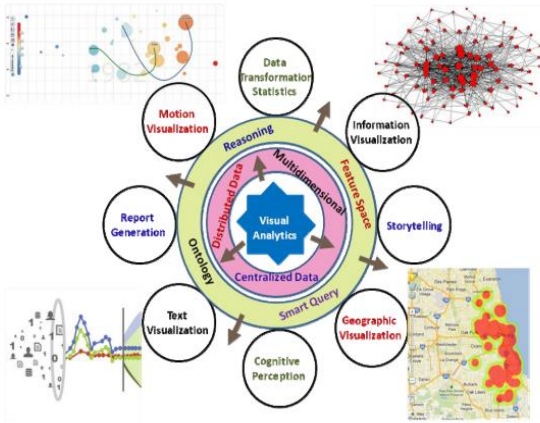 Data
Transformation
Statistics
Motion
Visualization
Information
Visualization
Reasoning
Multidimensional
Feature Space
Distributed Data
Report
Generation
Visual
Analytics
Storytelling
Ontology
Centralized Data
Smart Query
Text
Visualization
Geographic
Visualization
Cognitive
Perception